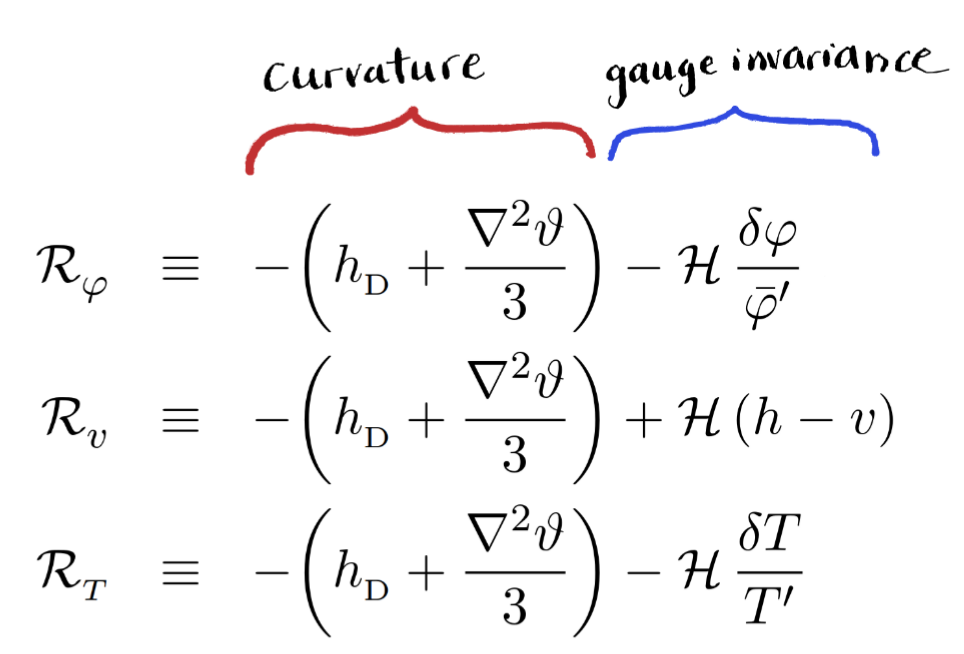 curvature gauge invariance
ℛ_φ ≡ −(h_D + ∇²ϑ/3) − ℋ δφ/φ̄′
ℛ_v ≡ −(h_D + ∇²ϑ/3) + ℋ (h − v)
ℛ_T ≡ −(h_D + ∇²ϑ/3) − ℋ δT/T′